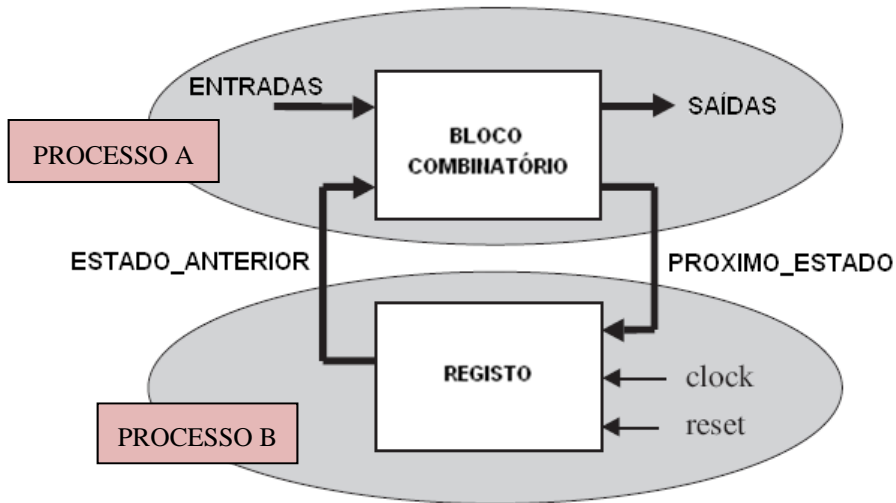 ENTRADAS
SAÍDAS
BLOCO
COMBINATÓRIO
PROCESSO A
ESTADO_ANTERIOR
PROXIMO_ESTADO
REGISTO
clock
reset
PROCESSO B